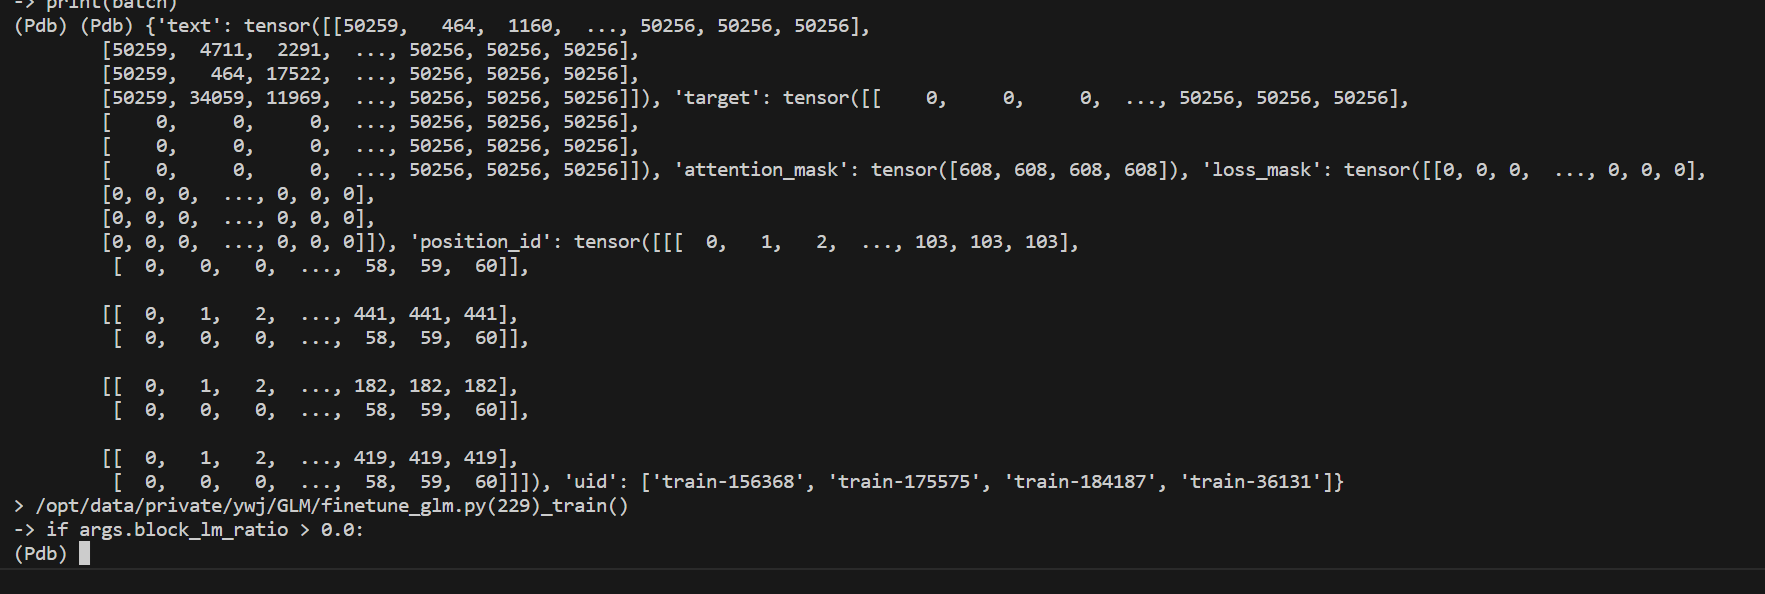 -> print(batch)
(Pdb) (Pdb) {'text': tensor([[50259,   464,  1160,  ..., 50256, 50256, 50256],
        [50259,  4711,  2291,  ..., 50256, 50256, 50256],
        [50259,   464, 17522,  ..., 50256, 50256, 50256],
        [50259, 34059, 11969,  ..., 50256, 50256, 50256]]), 'target': tensor([[    0,     0,     0,  ..., 50256, 50256, 50256],
        [    0,     0,     0,  ..., 50256, 50256, 50256],
        [    0,     0,     0,  ..., 50256, 50256, 50256],
        [    0,     0,     0,  ..., 50256, 50256, 50256]]), 'attention_mask': tensor([608, 608, 608, 608]), 'loss_mask': tensor([[0, 0, 0,  ..., 0, 0, 0],
        [0, 0, 0,  ..., 0, 0, 0],
        [0, 0, 0,  ..., 0, 0, 0],
        [0, 0, 0,  ..., 0, 0, 0]]), 'position_id': tensor([[[  0,   1,   2,  ..., 103, 103, 103],
         [  0,   0,   0,  ...,  58,  59,  60]],
        [[  0,   1,   2,  ..., 441, 441, 441],
         [  0,   0,   0,  ...,  58,  59,  60]],
        [[  0,   1,   2,  ..., 182, 182, 182],
         [  0,   0,   0,  ...,  58,  59,  60]],
        [[  0,   1,   2,  ..., 419, 419, 419],
         [  0,   0,   0,  ...,  58,  59,  60]]]), 'uid': ['train-156368', 'train-175575', 'train-184187', 'train-36131']}
> /opt/data/private/ywj/GLM/finetune_glm.py(229)_train()
-> if args.block_lm_ratio > 0.0:
(Pdb)